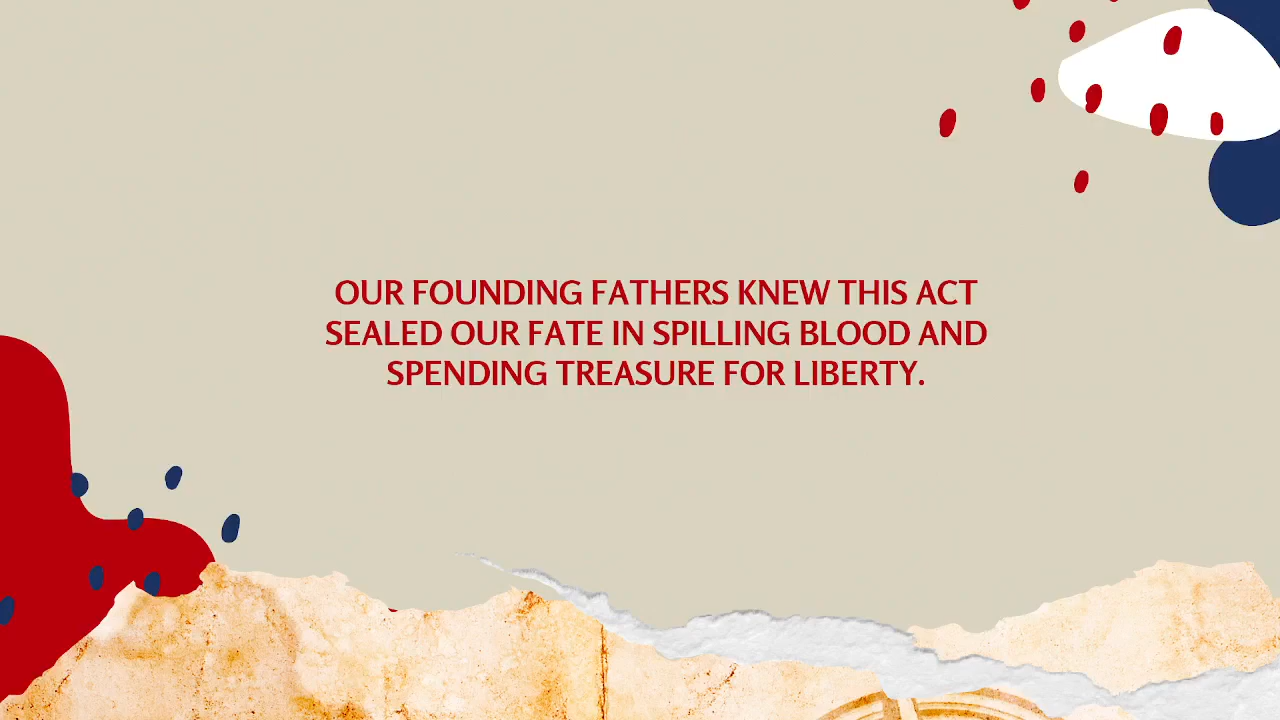 OUR FOUNDING FATHERS KNEW THIS ACT
SEALED OUR FATE IN SPILLING BLOOD AND
SPENDING TREASURE FOR LIBERTY.